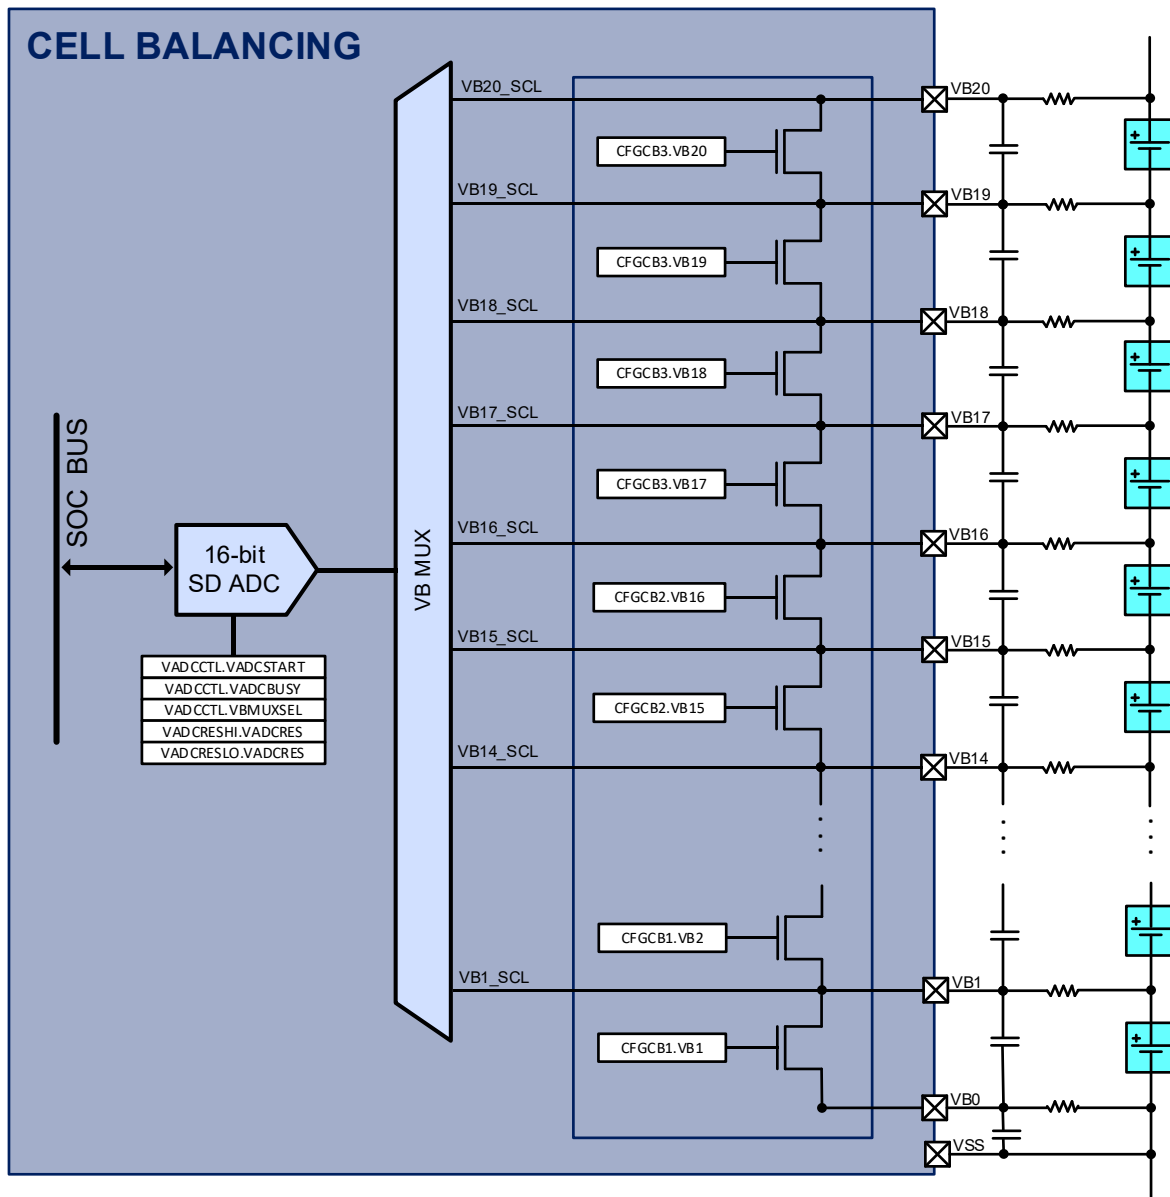 CELL BALANCING
VB20_SCL
VB20
CFGCB3.VB20
VB19_SCL
VB19
CFGCB3.VB19
VB18_SCL
VB18
CFGCB3.VB18
VB17_SCL
VB17
CFGCB3.VB17
SOC BUS
16-bit
SD ADC
VB MUX
VB16_SCL
VB16
CFGCB2.VB16
VB15_SCL
VB15
VADCCTL.VADCSTART
VADCCTL.VADCBUSY
VADCCTL.VBMUXSEL
VADCRESHI.VADCRES
VADCRESLO.VADCRES
CFGCB2.VB15
VB14_SCL
VB14
CFGCB1.VB2
VB1_SCL
VB1
CFGCB1.VB1
VB0
VSS